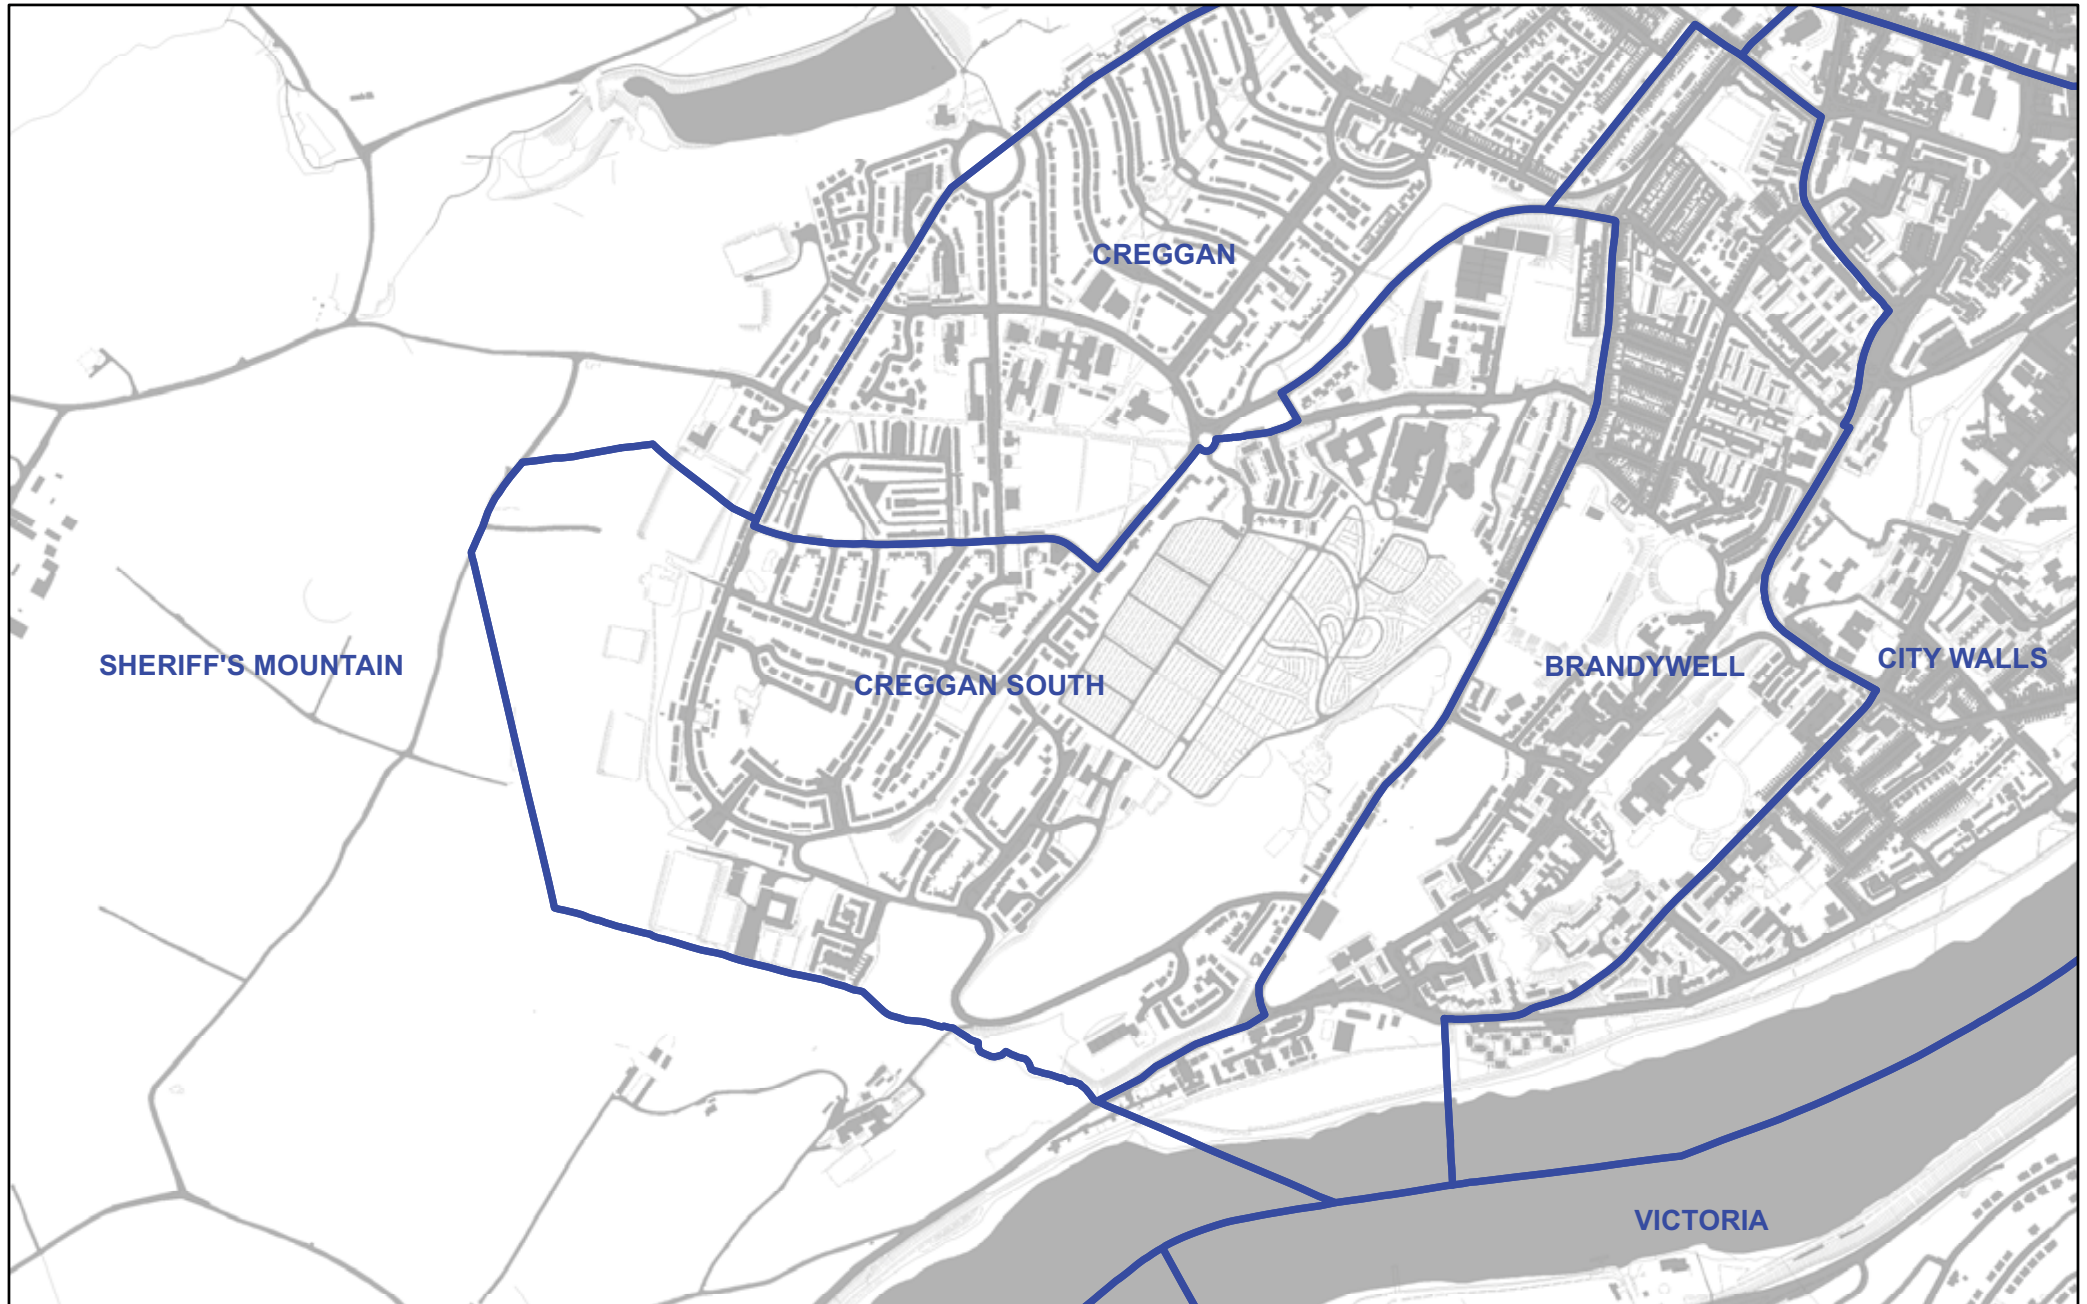 CREGGAN
SHERIFF'S MOUNTAIN
CREGGAN SOUTH
BRANDYWELL
CITY WALLS
VICTORIA